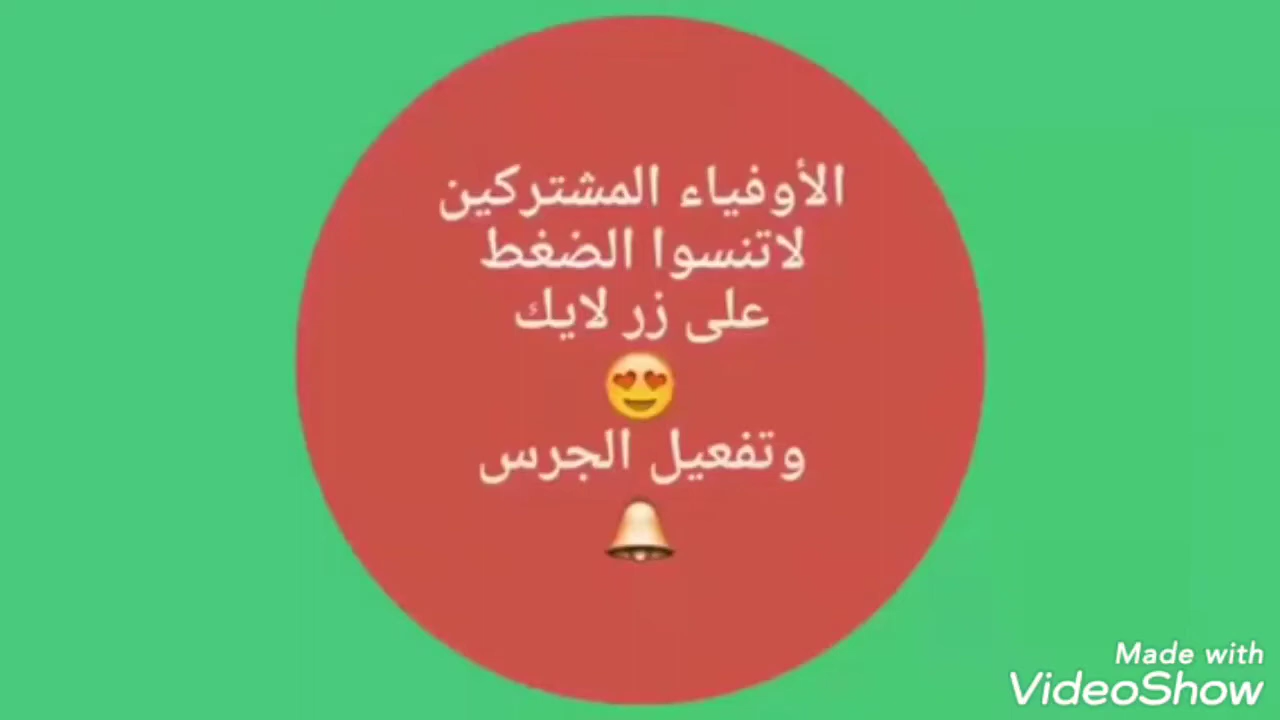 الأوفياء المشتركين
لاتنسوا الضغط
على زر لايك
😍
وتفعيل الجرس
🔔
Made with
VideoShow